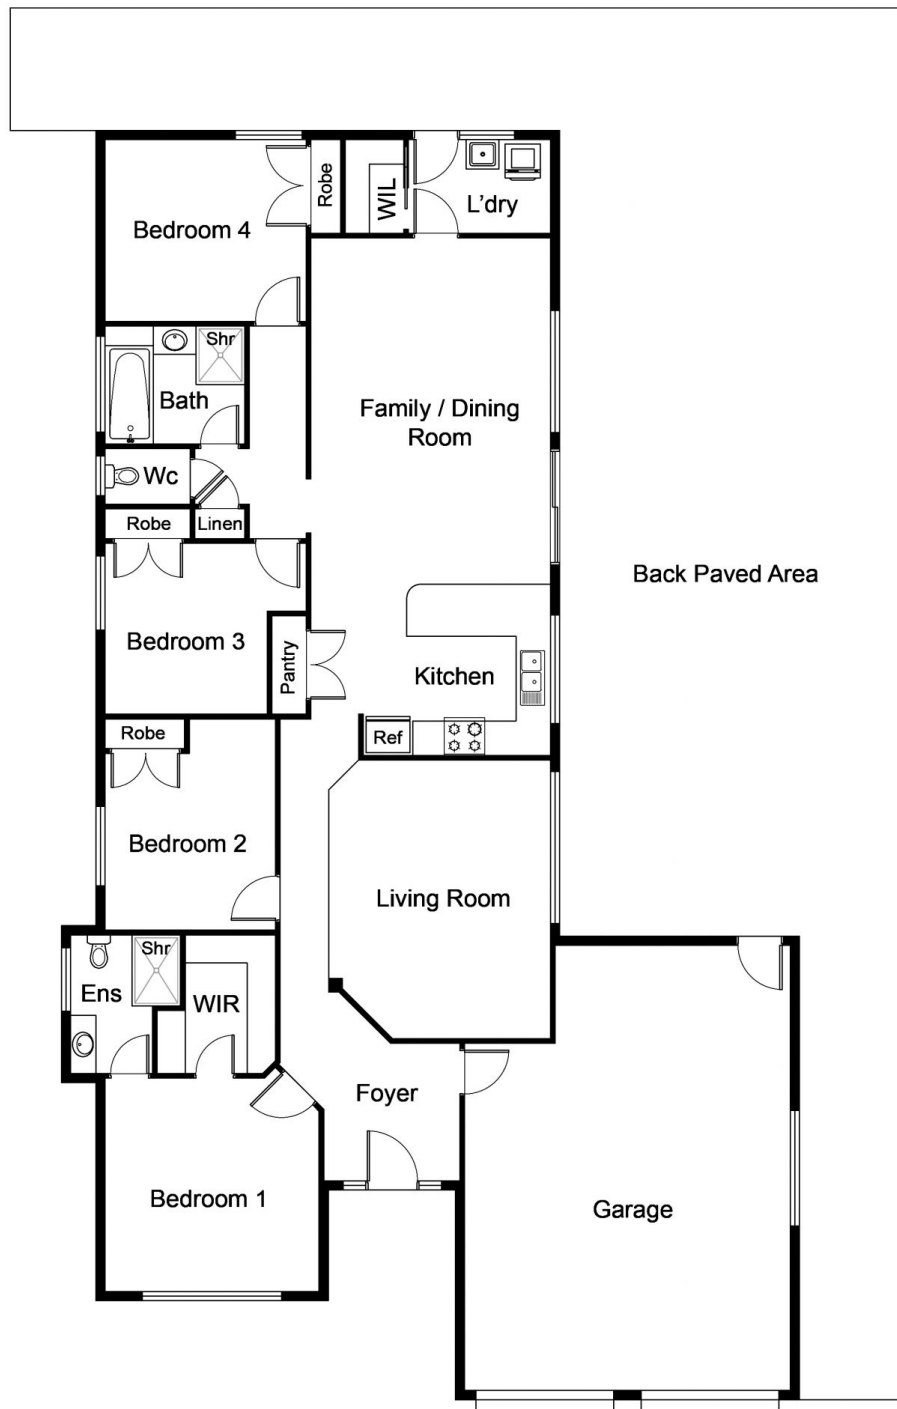 Robe
WIL
L'dry
Bedroom 4
Shr
Bath
Family / Dining
Room
Wc
Robe
Linen
Back Paved Area
Bedroom 3
Pantry
Kitchen
Robe
Ref
Bedroom 2
Living Room
Shr
Ens
WIR
Foyer
Bedroom 1
Garage